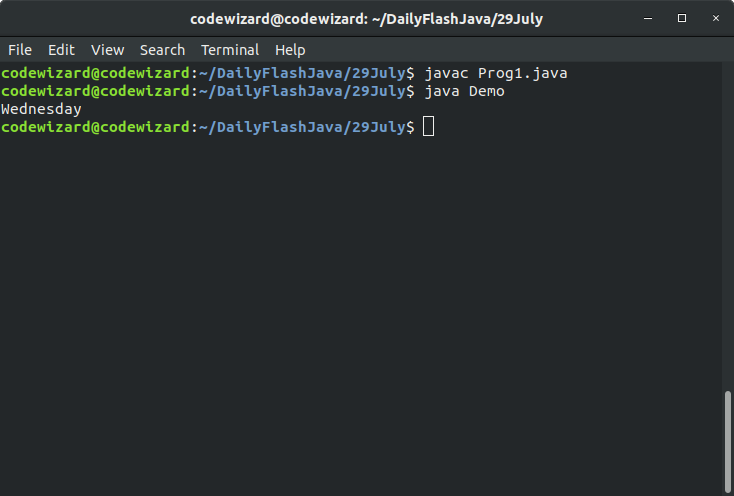 codewizard@codewizard: ~/DailyFlashJava/29July
File Edit View Search Terminal Help
codewizard@codewizard:~/DailyFlashJava/29July$ javac Prog1.java
codewizard@codewizard:~/DailyFlashJava/29July$ java Demo
Wednesday
codewizard@codewizard:~/DailyFlashJava/29July$